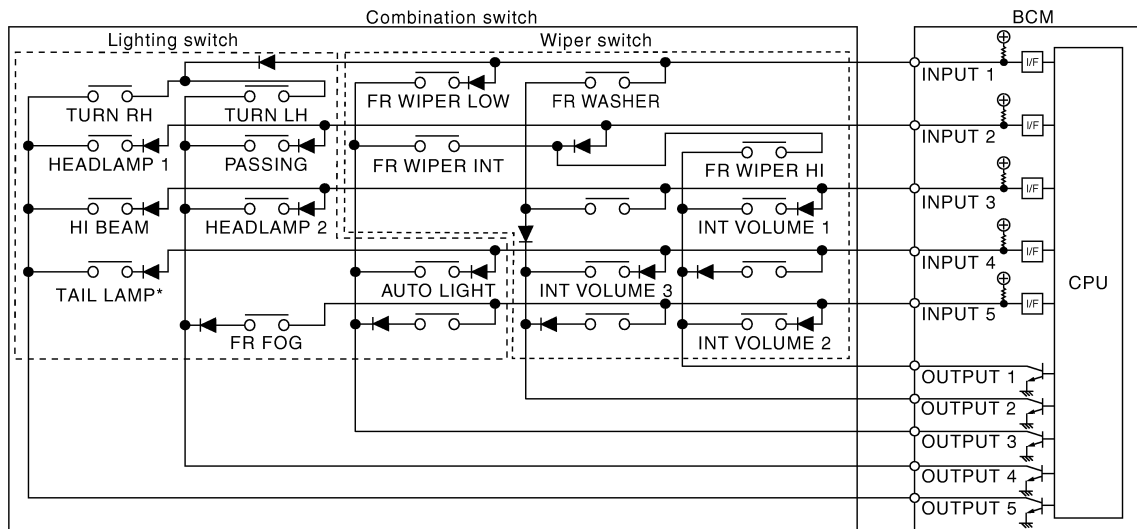 Combination switch
BCM
Lighting switch
Wiper switch
INPUT 1
I/F
TURN RH
TURN LH
FR WIPER LOW
FR WASHER
INPUT 2
I/F
HEADLAMP 1
PASSING
FR WIPER INT
FR WIPER HI
INPUT 3
I/F
HI BEAM
HEADLAMP 2
INT VOLUME 1
INPUT 4
I/F
CPU
TAIL LAMP*
AUTO LIGHT
INT VOLUME 3
INPUT 5
I/F
FR FOG
INT VOLUME 2
OUTPUT 1
OUTPUT 2
OUTPUT 3
OUTPUT 4
OUTPUT 5